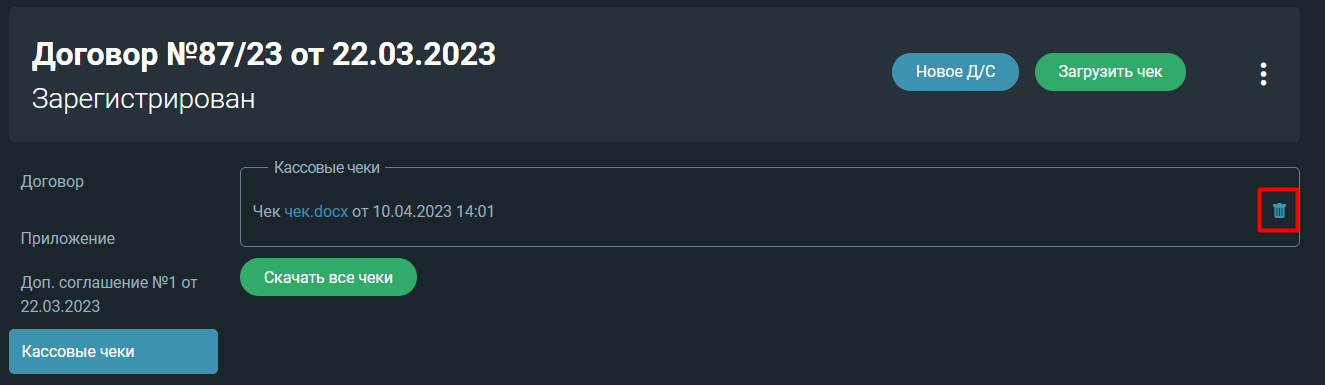 Договор №87/23 от 22.03.2023
Зарегистрирован
Новое Д/С
Загрузить чек
Договор
Приложение
Доп. соглашение №1 от
22.03.2023
Кассовые чеки
Кассовые чеки
Чек чек.docx от 10.04.2023 14:01
Скачать все чеки